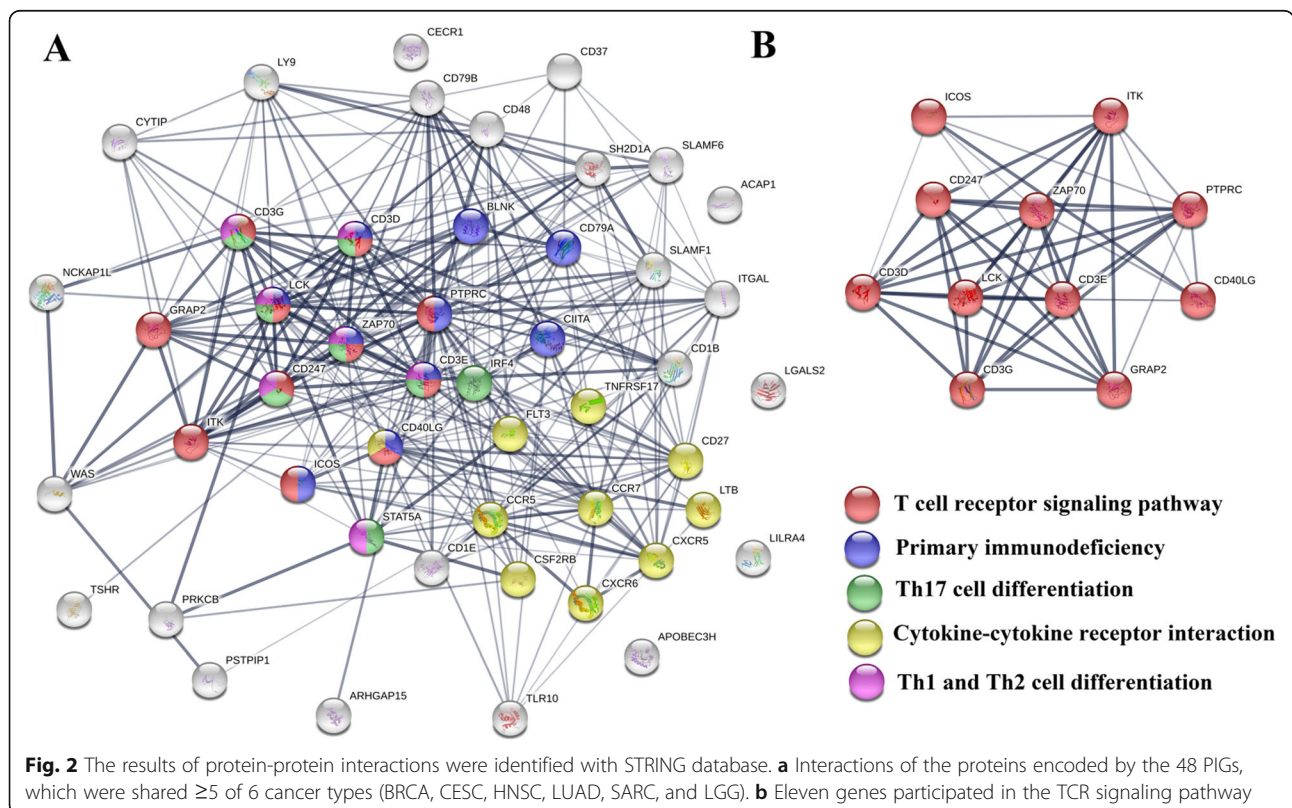 A
CECR1
CD37
LY9
CD79B
CYTIP
CD48
SH2D1A
SLAMF6
ACAP1
CD3G
CD3D
BLNK
CD79A
SLAMF1
NCKAP1L
LCK
PTPRC
ITGAL
GRAP2
ZAP70
CIITA
CD247
CD3E
IRF4
CD1B
TNFRSF17
LGALS2
ITK
CD40LG
FLT3
CD27
WAS
ICOS
CCR5
CCR7
LTB
STAT5A
CD1E
CSF2RB
CXCR5
LILRA4
TSHR
PRKCB
CXCR6
PSTPIP1
APOBEC3H
ARHGAP15
TLR10
B
ICOS
ITK
CD247
ZAP70
PTPRC
CD3D
LCK
CD3E
CD40LG
CD3G
GRAP2
T cell receptor signaling pathway
Primary immunodeficiency
Th17 cell differentiation
Cytokine-cytokine receptor interaction
Th1 and Th2 cell differentiation
Fig. 2 The results of protein-protein interactions were identified with STRING database. a Interactions of the proteins encoded by the 48 PIGs,
which were shared ≥5 of 6 cancer types (BRCA, CESC, HNSC, LUAD, SARC, and LGG). b Eleven genes participated in the TCR signaling pathway